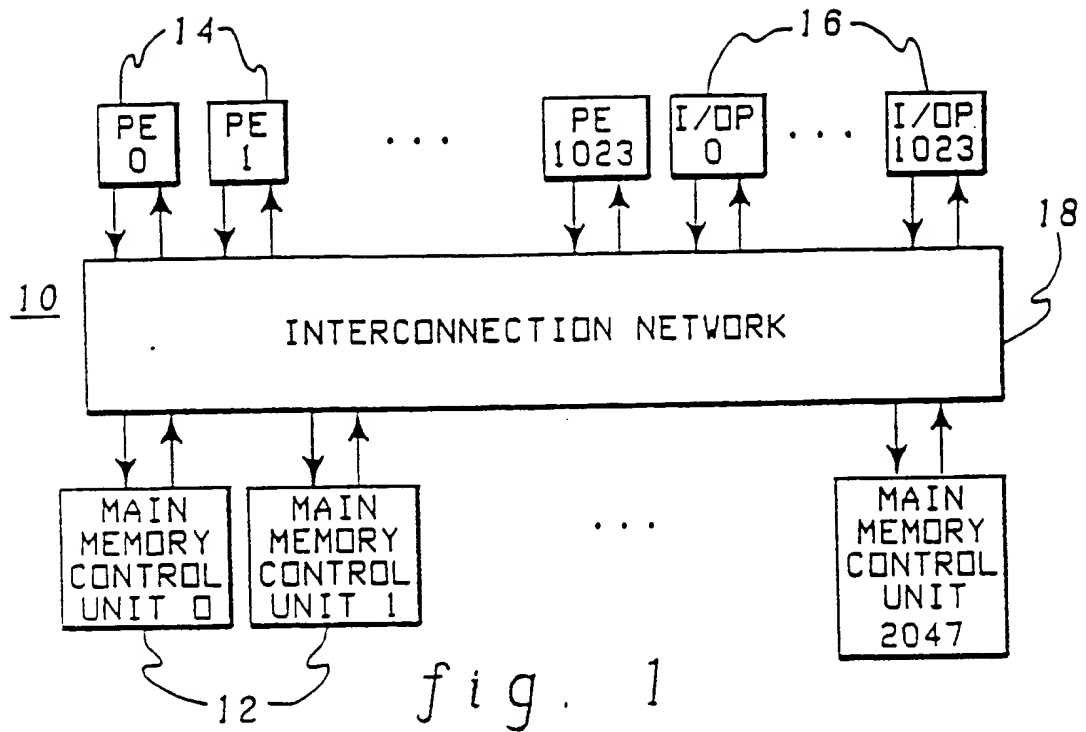 14
16
PE
0
PE
1
. . .
PE
1023
I/OP
0
. . .
I/OP
1023
18
10
INTERCONNECTION NETWORK
MAIN
MEMORY
CONTROL
UNIT 0
MAIN
MEMORY
CONTROL
UNIT 1
. . .
MAIN
MEMORY
CONTROL
UNIT
2047
12
fig. 1